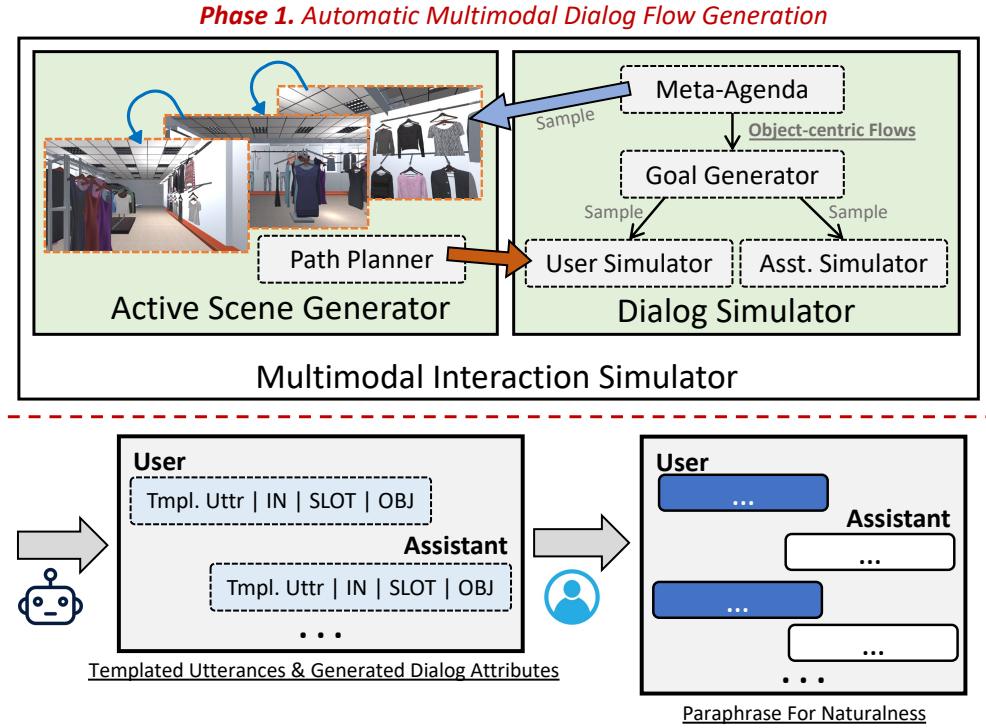 Phase 1. Automatic Multimodal Dialog Flow Generation
Sample
Meta-Agenda
Object-centric Flows
Goal Generator
Sample
Sample
Path Planner
User Simulator
Asst. Simulator
Active Scene Generator
Dialog Simulator
Multimodal Interaction Simulator
User
Tmpl. Uttr | IN | SLOT | OBJ
Assistant
Tmpl. Uttr | IN | SLOT | OBJ
...
Templated Utterances & Generated Dialog Attributes
User
...
Assistant
...
...
...
...
Paraphrase For Naturalness